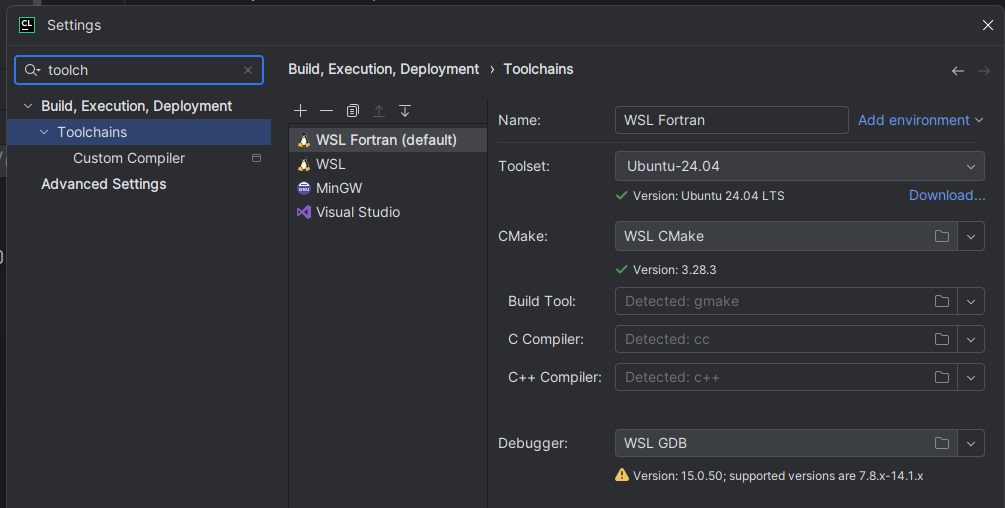 CL Settings
toolch
Build, Execution, Deployment › Toolchains
Build, Execution, Deployment
Toolchains
Custom Compiler
Advanced Settings
WSL Fortran (default)
WSL
MinGW
Visual Studio
Name: WSL Fortran Add environment
Toolset: Ubuntu-24.04
Version: Ubuntu 24.04 LTS Download...
CMake: WSL CMake
Version: 3.28.3
Build Tool: Detected: gmake
C Compiler: Detected: cc
C++ Compiler: Detected: c++
Debugger: WSL GDB
Version: 15.0.50; supported versions are 7.8.x-14.1.x